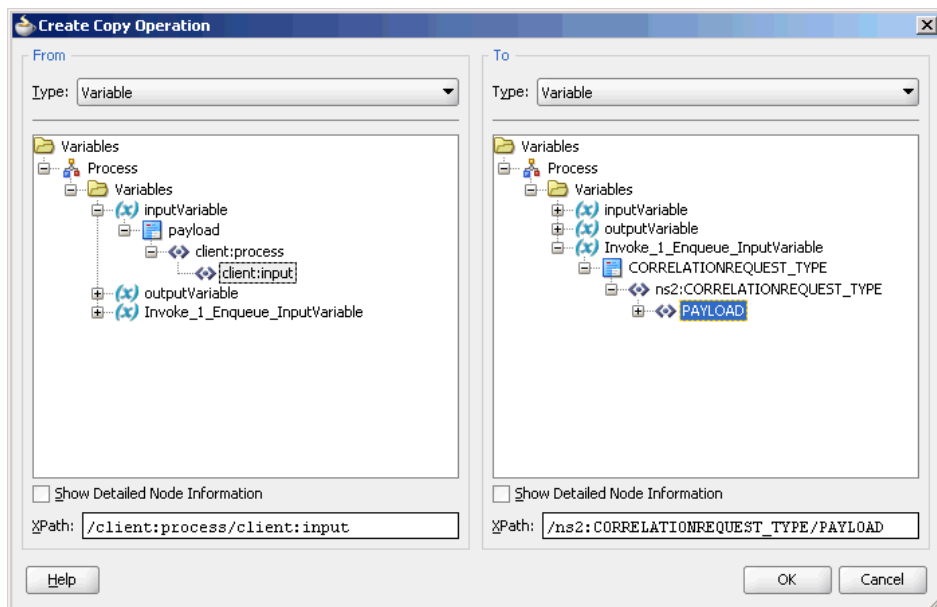 Create Copy Operation
From
Type: Variable
Variables
Process
Variables
(x) inputVariable
payload
client:process
client:input
(x) outputVariable
(x) Invoke_1_Enqueue_InputVariable
Show Detailed Node Information
XPath: /client:process/client:input
To
Type: Variable
Variables
Process
Variables
(x) inputVariable
(x) outputVariable
(x) Invoke_1_Enqueue_InputVariable
CORRELATIONREQUEST_TYPE
ns2:CORRELATIONREQUEST_TYPE
PAYLOAD
Show Detailed Node Information
XPath: /ns2:CORRELATIONREQUEST_TYPE/PAYLOAD
Help
OK
Cancel